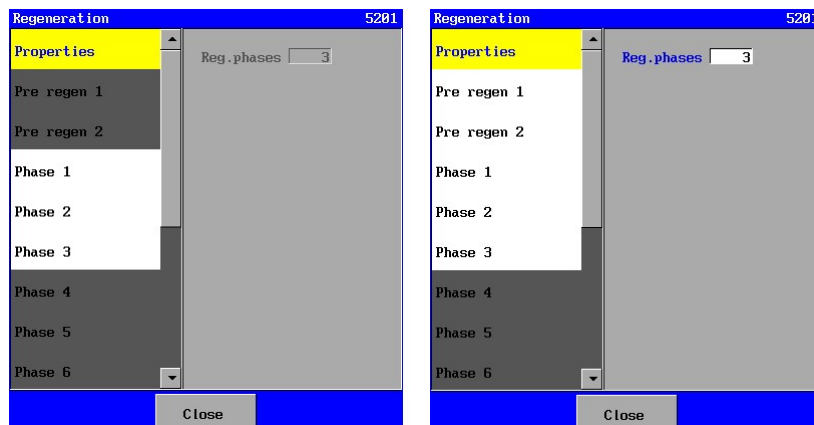 Regeneration 5201
Properties
Reg.phases 3
Pre regen 1
Pre regen 2
Phase 1
Phase 2
Phase 3
Phase 4
Phase 5
Phase 6
Close
Regeneration 5201
Properties
Reg.phases 3
Pre regen 1
Pre regen 2
Phase 1
Phase 2
Phase 3
Phase 4
Phase 5
Phase 6
Close